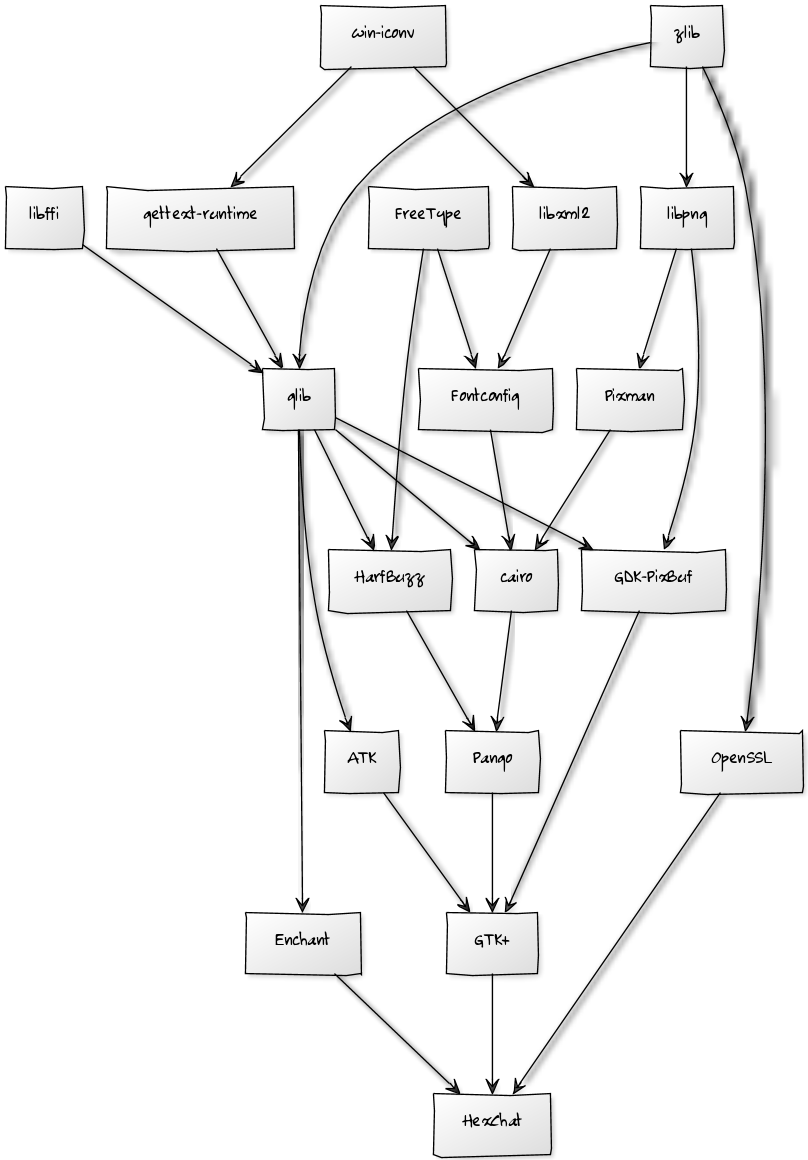 win-iconv
zlib
libffi
gettext-runtime
FreeType
libxml2
libpng
glib
Fontconfig
Pixman
HarfBuzz
cairo
GDK-PixBuf
ATK
Pango
OpenSSL
Enchant
GTK+
HexChat